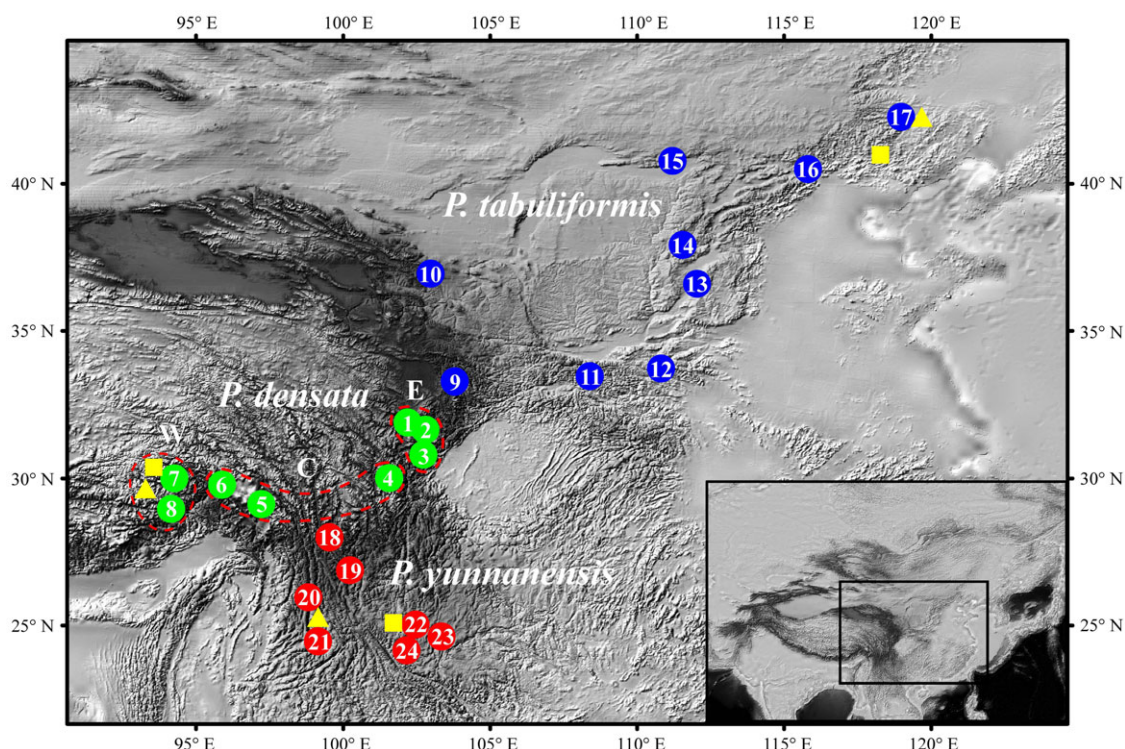 95° E 100° E 105° E 110° E 115° E 120° E
17
15
16
40° N 40° N
P. tabuliformis
14
10
13
35° N 35° N
12
11
9
P. densata E
1
2
W
3
C
30° N 7 6 4 30° N
5
8
18
19
P. yunnanensis
20
25° N 22 25° N
23
21
24
95° E 100° E 105° E 110° E 115° E 120° E